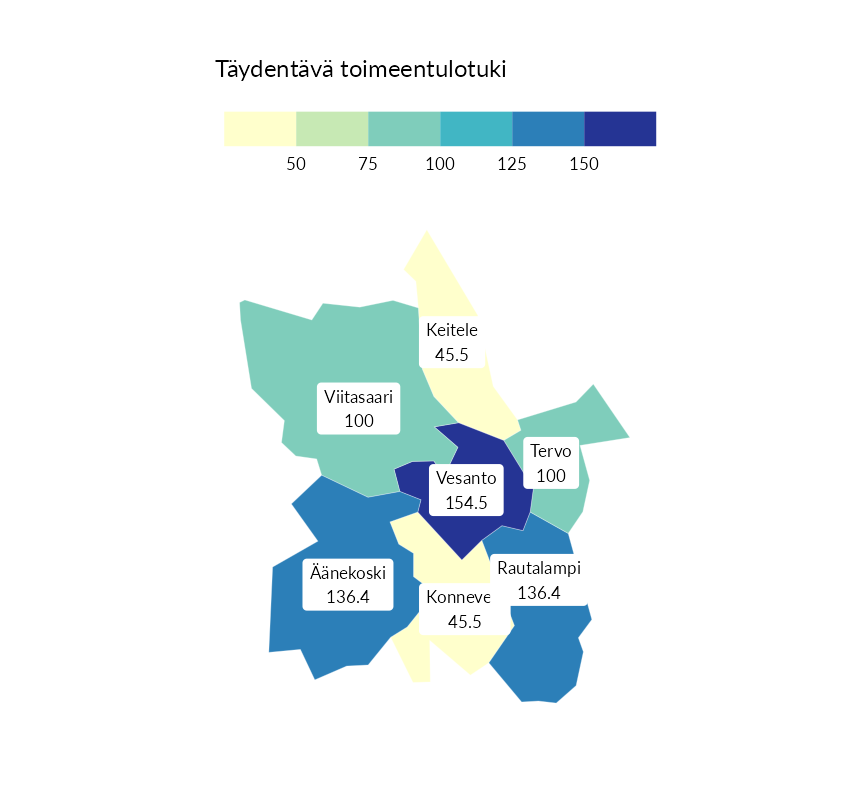 Täydentävä toimeentulotuki
50 75 100 125 150
Keitele
45.5
Viitasaari
100
Tervo
100
Vesanto
154.5
Rautalampi
136.4
Äänekoski
136.4
Konneve
45.5